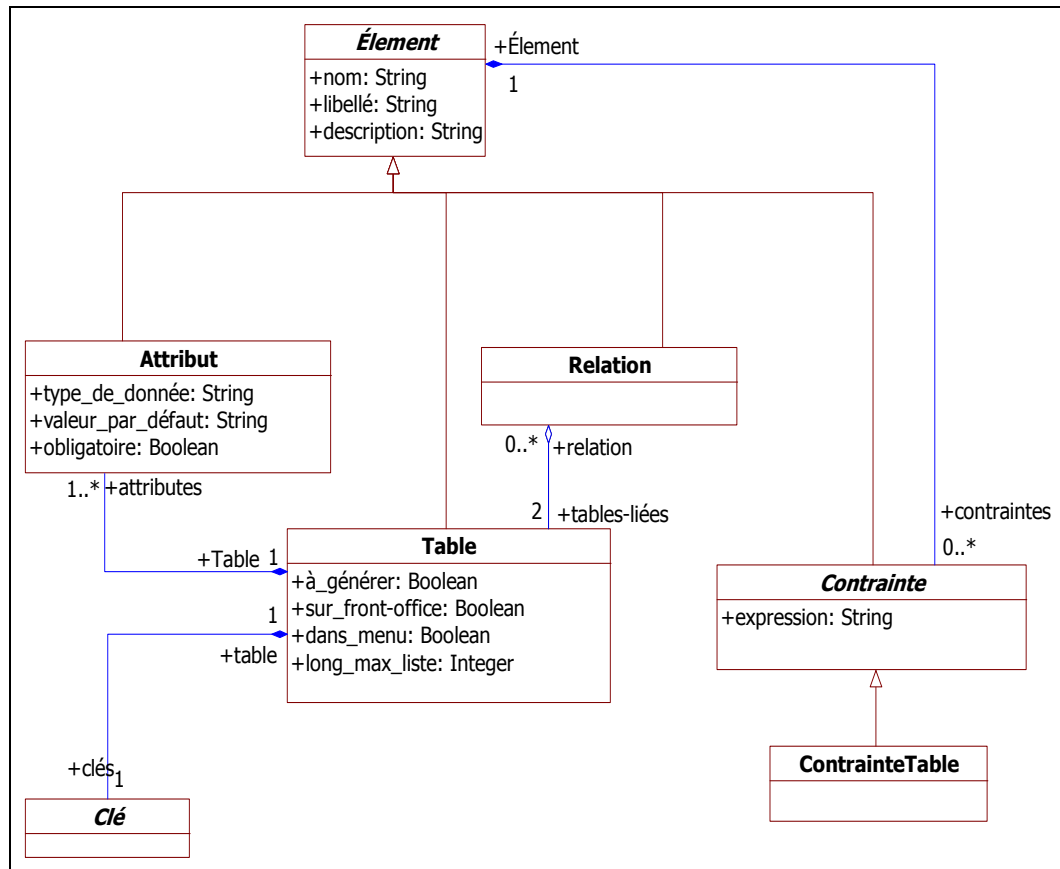 Élement
+nom: String
+libellé: String
+description: String
+Élement
1
Attribut
+type_de_donnée: String
+valeur_par_défaut: String
+obligatoire: Boolean
Relation
1..* +attributes
0..* +relation
2 +tables-liées
+contraintes
0..*
+Table 1
Table
+à_générer: Boolean
+sur_front-office: Boolean
+dans_menu: Boolean
+long_max_liste: Integer
1
+table
Contrainte
+expression: String
+clés
1
Clé
ContrainteTable